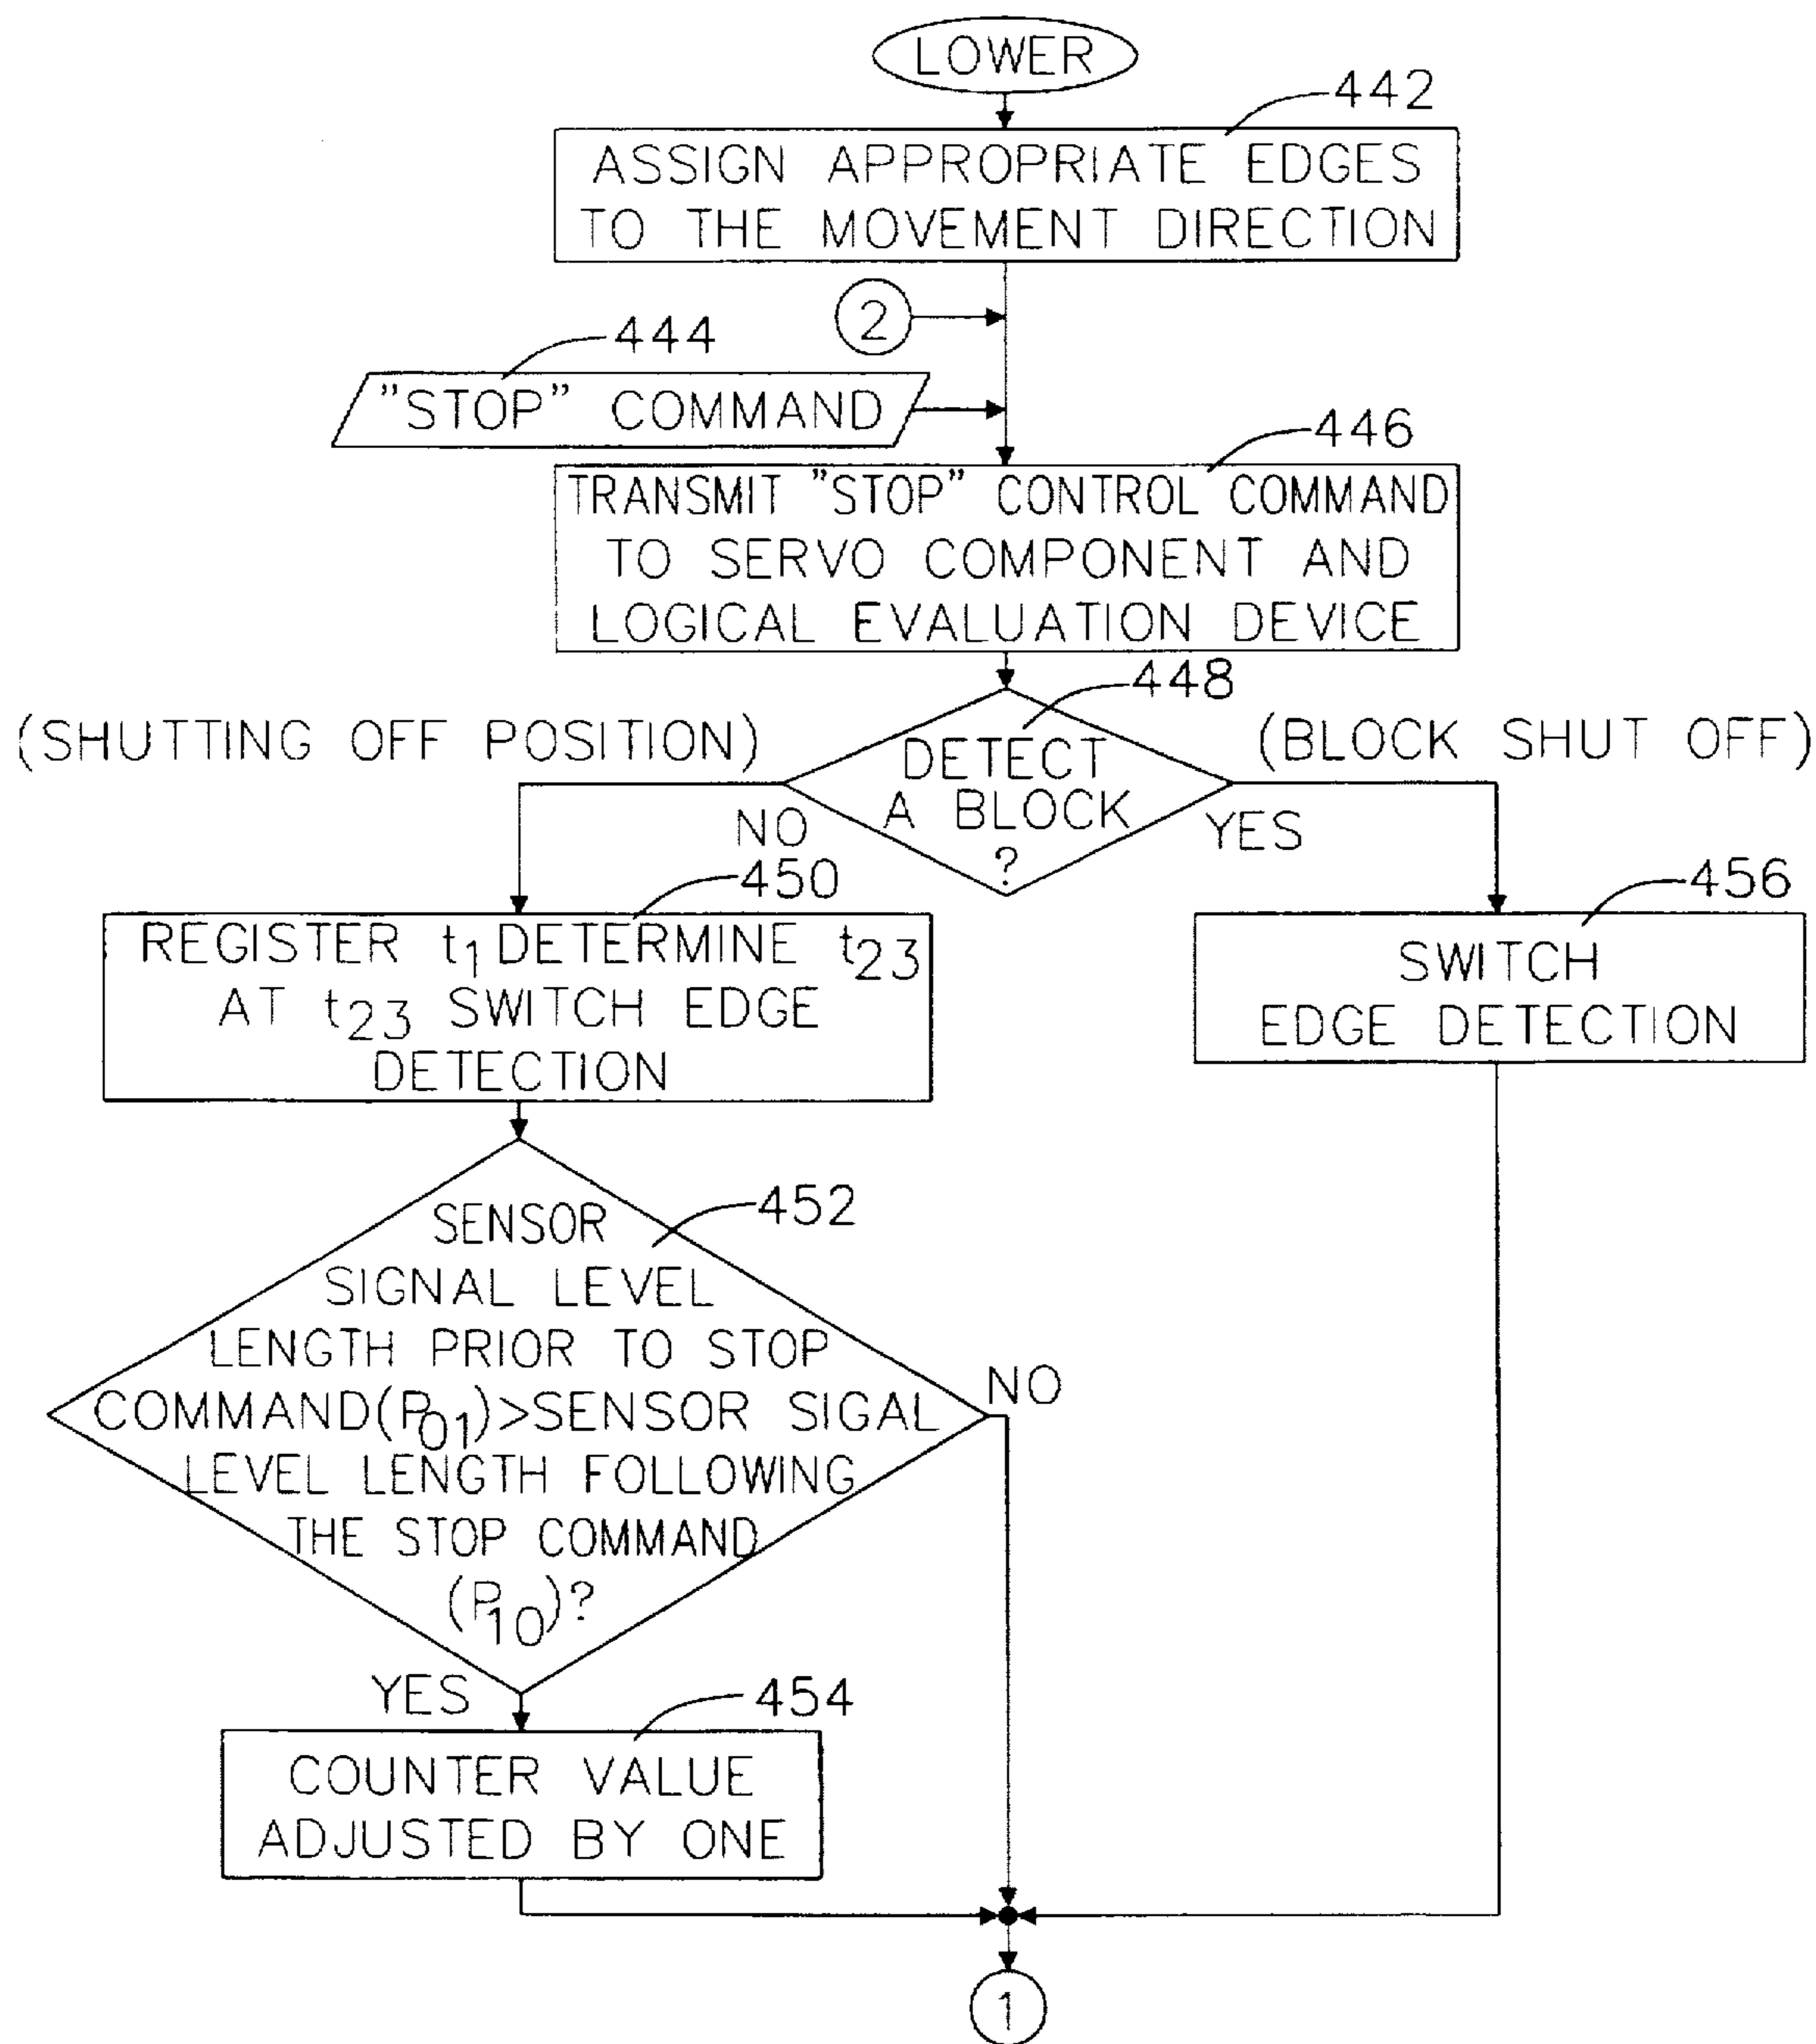 LOWER
442
ASSIGN APPROPRIATE EDGES
TO THE MOVEMENT DIRECTION
2
444
"STOP" COMMAND
446
TRANSMIT "STOP" CONTROL COMMAND
TO SERVO COMPONENT AND
LOGICAL EVALUATION DEVICE
448
(SHUTTING OFF POSITION)
(BLOCK SHUT OFF)
DETECT
A BLOCK
?
NO
YES
450
REGISTER t1 DETERMINE t23
AT t23 SWITCH EDGE
DETECTION
456
SWITCH
EDGE DETECTION
452
SENSOR
SIGNAL LEVEL
LENGTH PRIOR TO STOP
COMMAND(P01)>SENSOR SIGAL
LEVEL LENGTH FOLLOWING
THE STOP COMMAND
(P10)?
NO
YES
454
COUNTER VALUE
ADJUSTED BY ONE
1